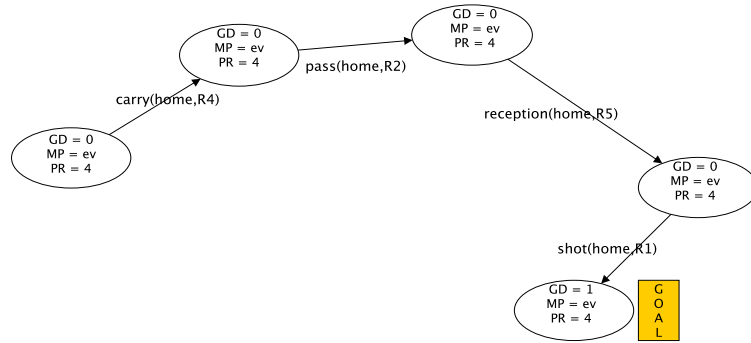 GD = 0
MP = ev
PR = 4
carry(home,R4)
GD = 0
MP = ev
PR = 4
pass(home,R2)
GD = 0
MP = ev
PR = 4
reception(home,R5)
GD = 0
MP = ev
PR = 4
shot(home,R1)
GD = 1
MP = ev
PR = 4
G
O
A
L